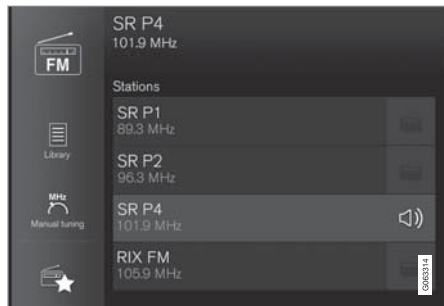 FM
Library
MHz
Manual tuning
SR P4
101.9 MHz
Stations
SR P1
89.3 MHz
SR P2
96.3 MHz
SR P4
101.9 MHz
RIX FM
105.9 MHz
G063314